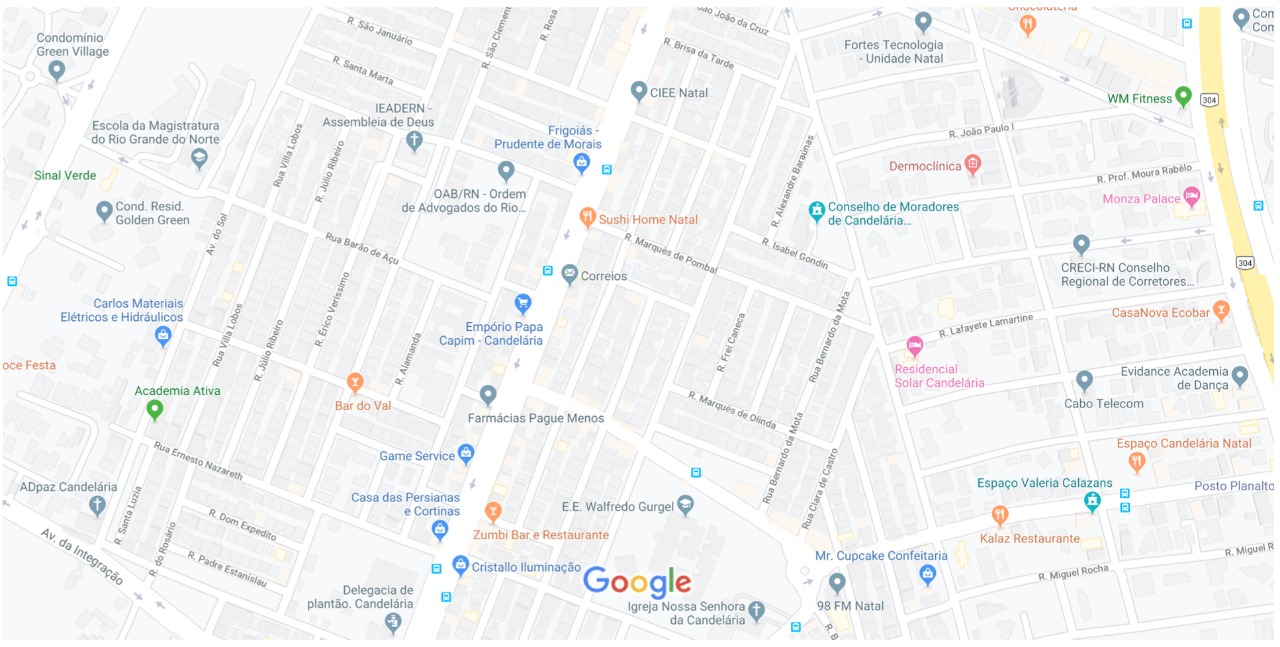 Chocolateria
Com
Com
R. São Januário
R. São Clement
R. Rosa
João João da Cruz
Condomínio
Green Village
Fortes Tecnologia
- Unidade Natal
R. Brisa da Tarde
R. Santa Marta
CIEE Natal
WM Fitness
304
IEADERN -
Assembleia de Deus
Escola da Magistratura
do Rio Grande do Norte
Frigoiás -
Prudente de Morais
R. João Paulo I
Rua Villa Lobos
R. Júlio Ribeiro
R. Alexandre Baraúnas
Dermoclínica
R. Prof. Moura Rabêlo
Sinal Verde
OAB/RN - Ordem
de Advogados do Rio...
Monza Palace
Cond. Resid.
Golden Green
Sushi Home Natal
Conselho de Moradores
de Candelária...
Av. do Sol
Rua Barão de Açu
R. Marquês de Pombal
R. Isabel Gondin
CRECI-RN Conselho
Regional de Corretores...
304
Correios
Carlos Materiais
Elétricos e Hidráulicos
R. Érico Veríssimo
Empório Papa
Capim - Candelária
CasaNova Ecobar
R. Lafayete Lamartine
Rua Villa Lobos
R. Júlio Ribeiro
R. Alamanda
R. Frei Caneca
Rua Bernardo da Mota
oce Festa
Residencial
Solar Candelária
Evidance Academia
de Dança
Academia Ativa
Bar do Val
Cabo Telecom
Farmácias Pague Menos
R. Marquês de Olinda
Rua Ernesto Nazareth
Game Service
Rua Bernardo da Mota
Rua Clara de Castro
Espaço Candelária Natal
ADpaz Candelária
R. Santa Luzia
Casa das Persianas
e Cortinas
E.E. Walfredo Gurgel
Espaço Valeria Calazans
Posto Planalto
R. Dom Expedito
Zumbi Bar e Restaurante
Kalaz Restaurante
Av. da Integração
R. do Rosário
R. Padre Estanislau
Cristallo Iluminação
Mr. Cupcake Confeitaria
R. Miguel R
R. Miguel Rocha
Google
Delegacia de
plantão. Candelária
Igreja Nossa Senhora
da Candelária
98 FM Natal
R. B